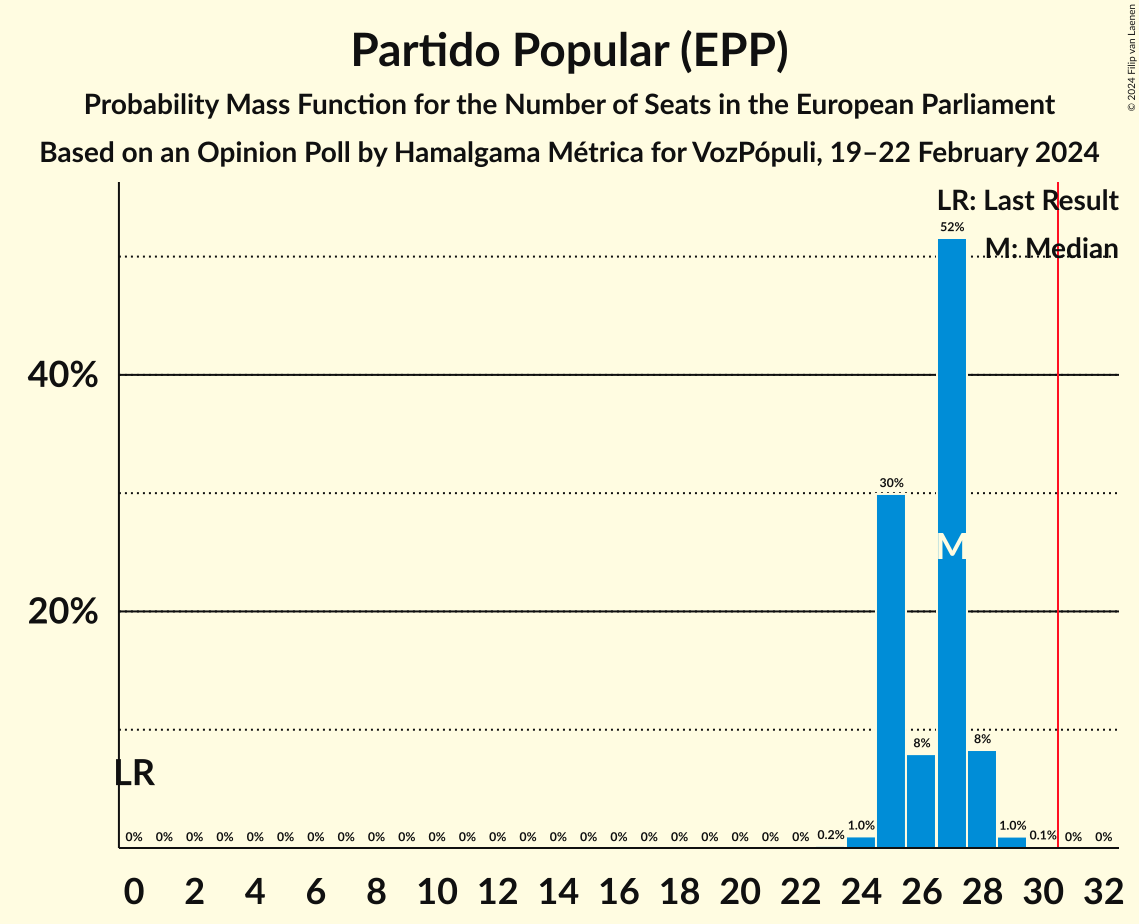 Partido Popular (EPP)
Probability Mass Function for the Number of Seats in the European Parliament
Based on an Opinion Poll by Hamalgama Métrica for VozPópuli, 19–22 February 2024
© 2024 Filip van Laenen
LR: Last Result
M: Median
52%
40%
30%
M
20%
8%
8%
LR
0% 0% 0% 0% 0% 0% 0% 0% 0% 0% 0% 0% 0% 0% 0% 0% 0% 0% 0% 0% 0% 0% 0% 0.2% 1.0% 1.0% 0.1% 0% 0%
0 2 4 6 8 10 12 14 16 18 20 22 24 26 28 30 32